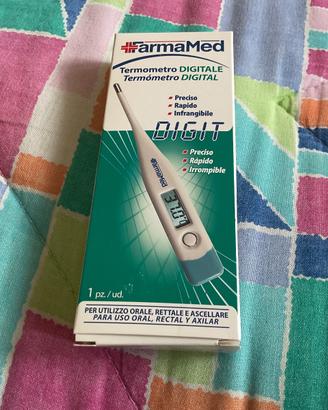 FarmaMed
Termometro DIGITALE
Termómetro DIGITAL
Preciso
Rapido
Infrangibile
DIGIT
Preciso
Rápido
Irrompible
FarmaMed
1 pz./ud.
PER UTILIZZO ORALE, RETTALE E ASCELLARE
PARA USO ORAL, RECTAL Y AXILAR